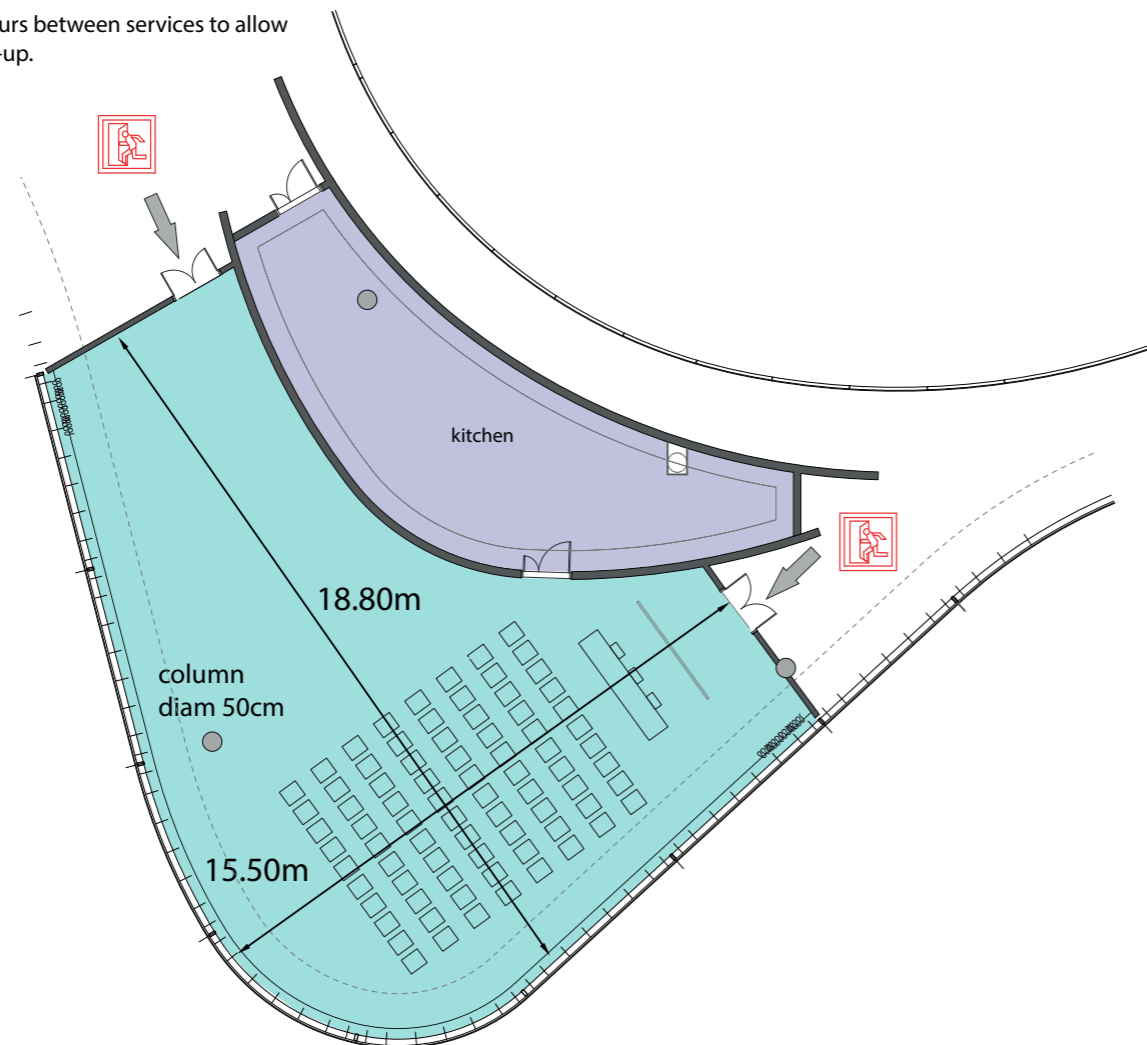 urs between services to allow
-up.
kitchen
18.80m
column
diam 50cm
15.50m